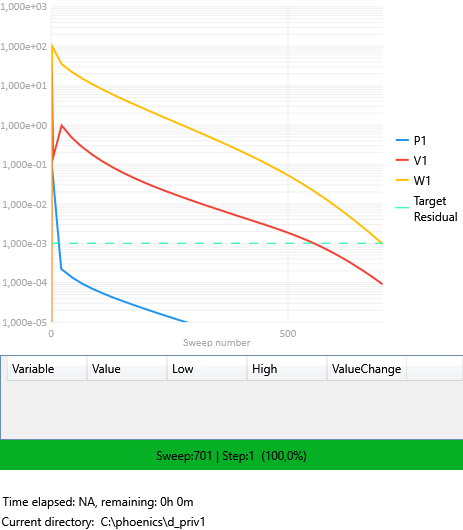 1,000e+03
1,000e+02
1,000e+01
1,000e+00
1,000e-01
1,000e-02
1,000e-03
1,000e-04
1,000e-05
0
500
Sweep number
P1
V1
W1
Target
Residual
Variable Value Low High ValueChange
Sweep:701 | Step:1 (100,0%)
Time elapsed: NA, remaining: 0h 0m
Current directory: C:\phoenics\d_priv1